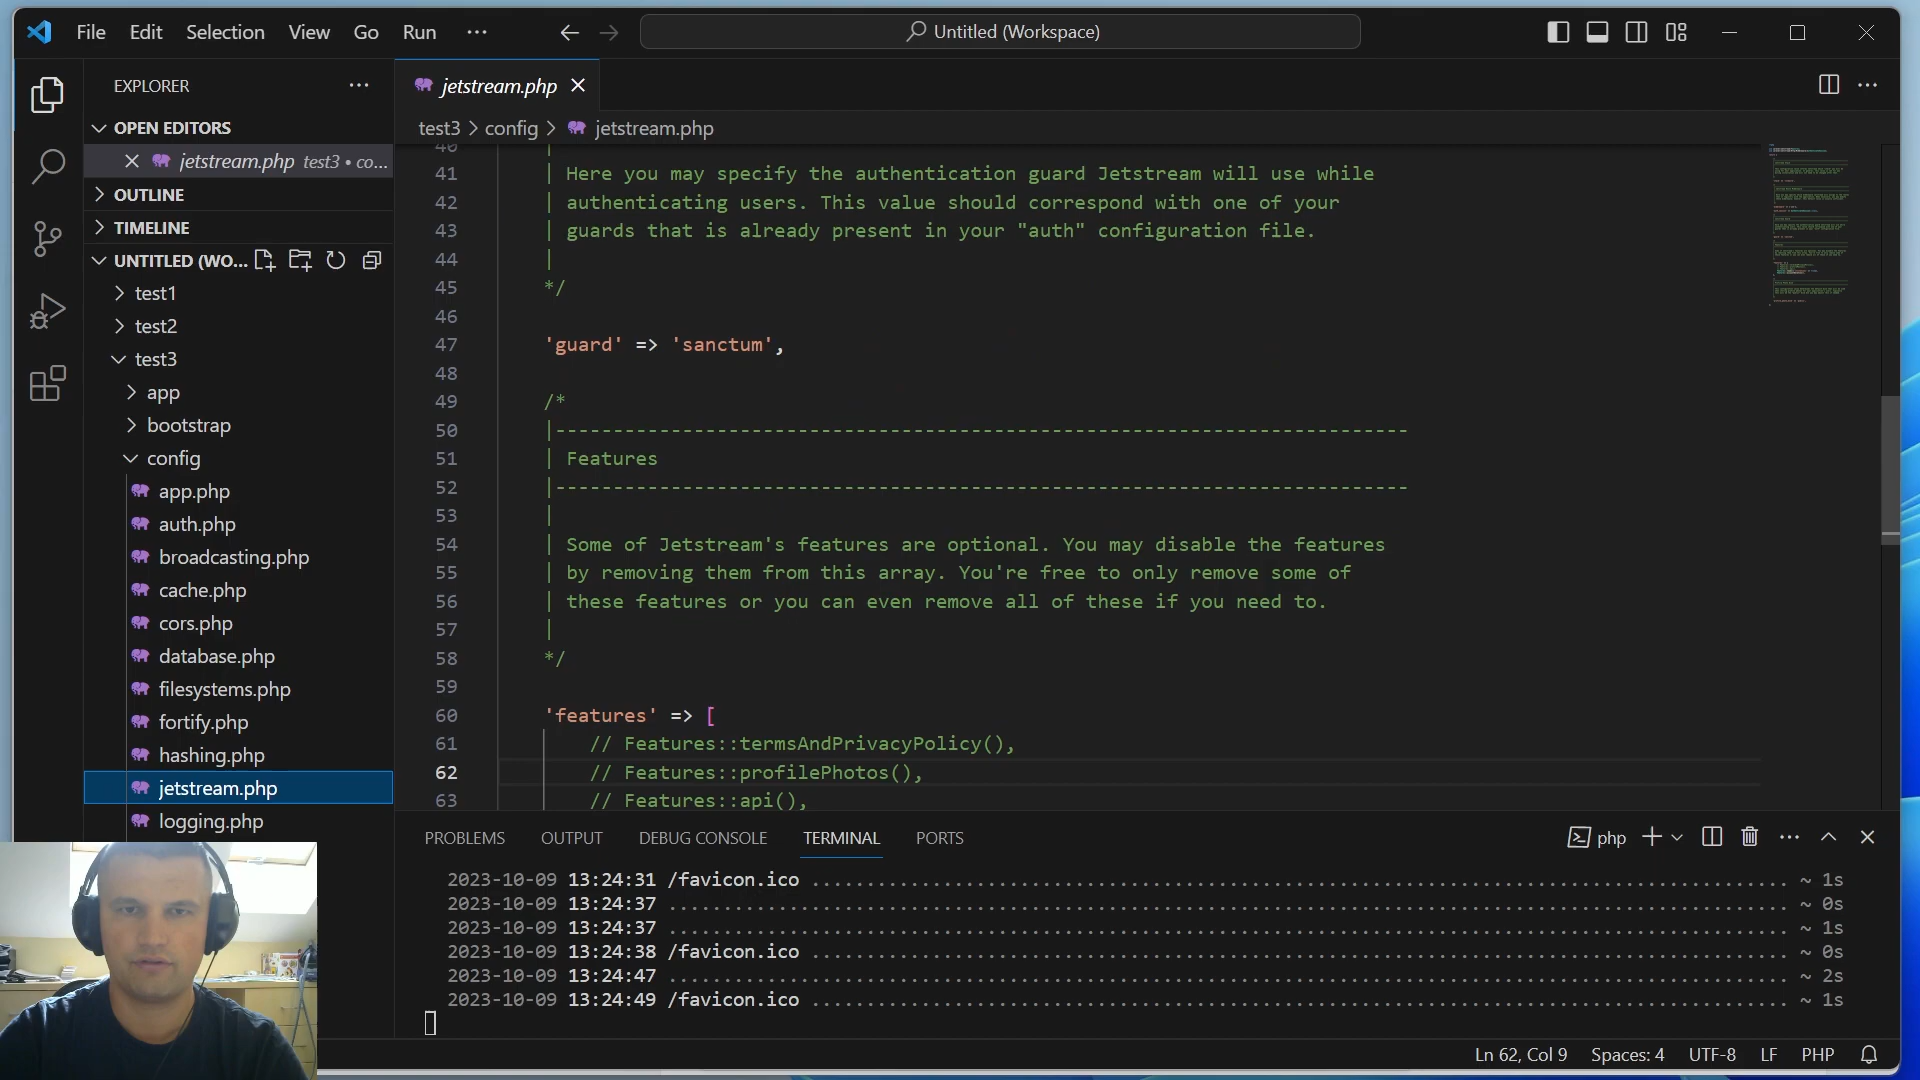 File Edit Selection View Go Run ··· Untitled (Workspace)
EXPLORER
OPEN EDITORS
jetstream.php test3 • co...
OUTLINE
TIMELINE
UNTITLED (WO...
test1
test2
test3
app
bootstrap
config
app.php
auth.php
broadcasting.php
cache.php
cors.php
database.php
filesystems.php
fortify.php
hashing.php
jetstream.php
logging.php
jetstream.php
test3 > config > jetstream.php
40 |
41 | Here you may specify the authentication guard Jetstream will use while
42 | authenticating users. This value should correspond with one of your
43 | guards that is already present in your "auth" configuration file.
44 |
45 */
46
47 'guard' => 'sanctum',
48
49 /*
50 |--------------------------------------------------------------------------
51 | Features
52 |--------------------------------------------------------------------------
53 |
54 | Some of Jetstream's features are optional. You may disable the features
55 | by removing them from this array. You're free to only remove some of
56 | these features or you can even remove all of these if you need to.
57 |
58 */
59
60 'features' => [
61 // Features::termsAndPrivacyPolicy(),
62 // Features::profilePhotos(),
63 // Features::api(),
PROBLEMS OUTPUT DEBUG CONSOLE TERMINAL PORTS php
2023-10-09 13:24:31 /favicon.ico ........................................ ~ 1s
2023-10-09 13:24:37 ........................................ ~ 0s
2023-10-09 13:24:37 ........................................ ~ 1s
2023-10-09 13:24:38 /favicon.ico ........................................ ~ 0s
2023-10-09 13:24:47 ........................................ ~ 2s
2023-10-09 13:24:49 /favicon.ico ........................................ ~ 1s
Ln 62, Col 9 Spaces: 4 UTF-8 LF PHP